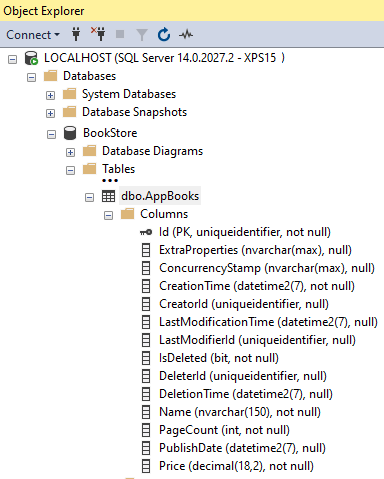 Object Explorer
Connect
LOCALHOST (SQL Server 14.0.2027.2 - XPS15 )
Databases
System Databases
Database Snapshots
BookStore
Database Diagrams
Tables
•••
dbo.AppBooks
Columns
Id (PK, uniqueidentifier, not null)
ExtraProperties (nvarchar(max), null)
ConcurrencyStamp (nvarchar(max), null)
CreationTime (datetime2(7), not null)
CreatorId (uniqueidentifier, null)
LastModificationTime (datetime2(7), null)
LastModifierId (uniqueidentifier, null)
IsDeleted (bit, not null)
DeleterId (uniqueidentifier, null)
DeletionTime (datetime2(7), null)
Name (nvarchar(150), not null)
PageCount (int, not null)
PublishDate (datetime2(7), null)
Price (decimal(18,2), not null)